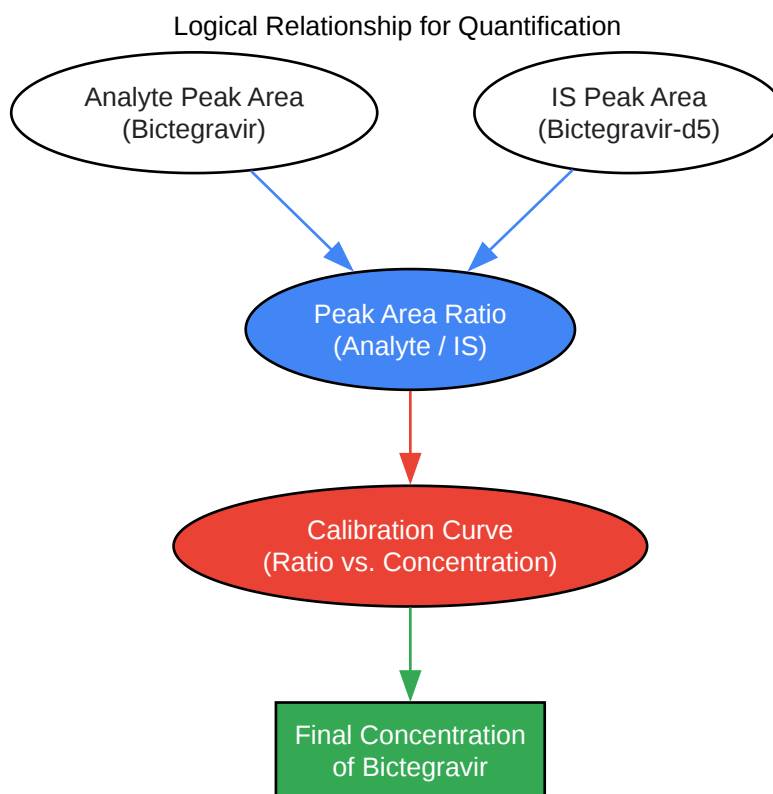 Logical Relationship for Quantification
Analyte Peak Area
(Bictegravir)
IS Peak Area
(Bictegravir-d5)
Peak Area Ratio
(Analyte / IS)
Calibration Curve
(Ratio vs. Concentration)
Final Concentration
of Bictegravir